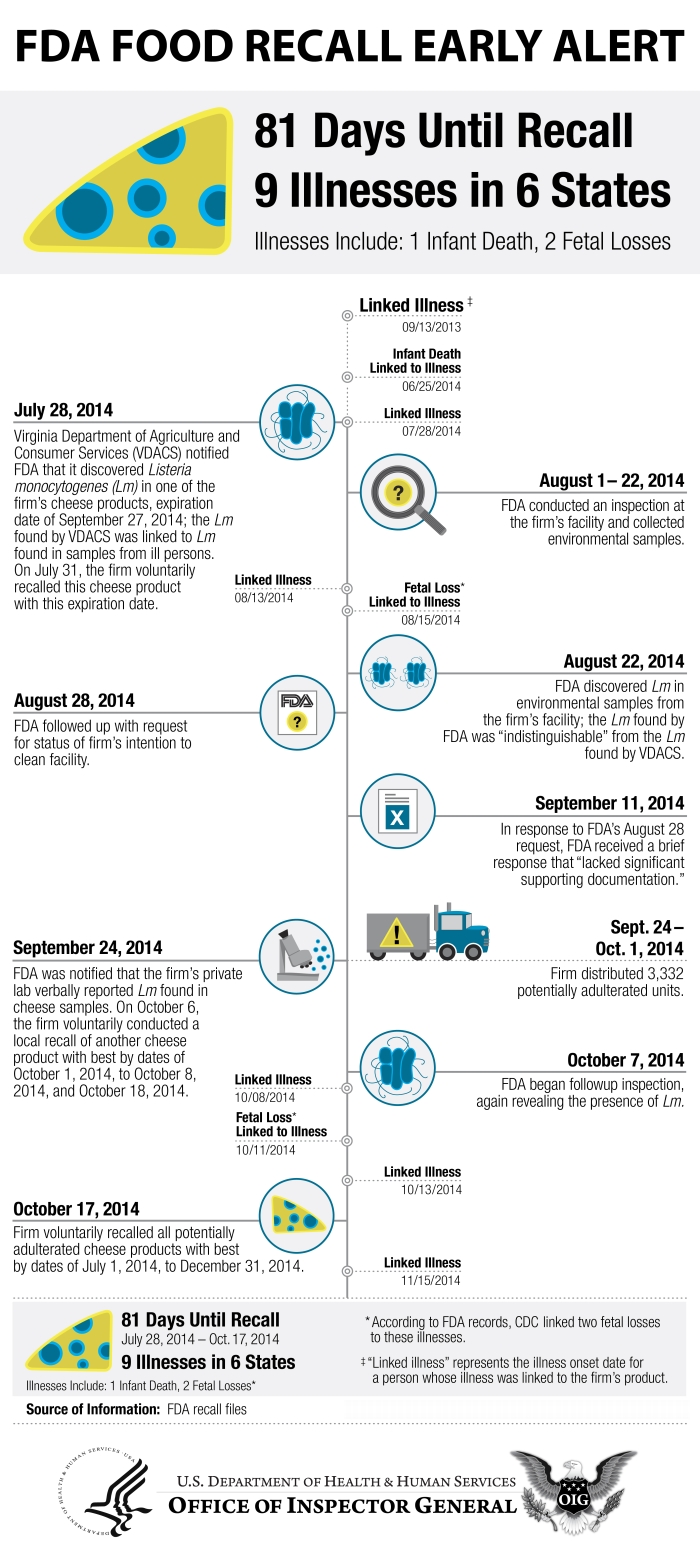 FDA FOOD RECALL EARLY ALERT
81 Days Until Recall
9 Illnesses in 6 States
Illnesses Include: 1 Infant Death, 2 Fetal Losses
Linked Illness ‡
09/13/2013
Infant Death
Linked to Illness
06/25/2014
July 28, 2014
Virginia Department of Agriculture and
Consumer Services (VDACS) notified
FDA that it discovered Listeria
monocytogenes (Lm) in one of the
firm's cheese products, expiration
date of September 27, 2014; the Lm
found by VDACS was linked to Lm
found in samples from ill persons.
On July 31, the firm voluntarily
recalled this cheese product
with this expiration date.
Linked Illness
07/28/2014
?
August 1 – 22, 2014
FDA conducted an inspection at
the firm's facility and collected
environmental samples.
Linked Illness
08/13/2014
Fetal Loss*
Linked to Illness
08/15/2014
August 22, 2014
FDA discovered Lm in
environmental samples from
the firm's facility; the Lm found by
FDA was "indistinguishable" from the Lm
found by VDACS.
August 28, 2014
FDA followed up with request
for status of firm's intention to
clean facility.
FDA
?
September 11, 2014
In response to FDA's August 28
request, FDA received a brief
response that "lacked significant
supporting documentation."
X
September 24, 2014
FDA was notified that the firm's private
lab verbally reported Lm found in
cheese samples. On October 6,
the firm voluntarily conducted a
local recall of another cheese
product with best by dates of
October 1, 2014, to October 8,
2014, and October 18, 2014.
!
Sept. 24 –
Oct. 1, 2014
Firm distributed 3,332
potentially adulterated units.
October 7, 2014
FDA began followup inspection,
again revealing the presence of Lm.
Linked Illness
10/08/2014
Fetal Loss*
Linked to Illness
10/11/2014
Linked Illness
10/13/2014
October 17, 2014
Firm voluntarily recalled all potentially
adulterated cheese products with best
by dates of July 1, 2014, to December 31, 2014.
Linked Illness
11/15/2014
81 Days Until Recall
July 28, 2014 – Oct. 17, 2014
9 Illnesses in 6 States
Illnesses Include: 1 Infant Death, 2 Fetal Losses*
* According to FDA records, CDC linked two fetal losses
to these illnesses.
‡ "Linked illness" represents the illness onset date for
a person whose illness was linked to the firm's product.
Source of Information: FDA recall files
DEPARTMENT OF HEALTH & HUMAN SERVICES · USA
U.S. DEPARTMENT OF HEALTH & HUMAN SERVICES
OFFICE OF INSPECTOR GENERAL
OIG